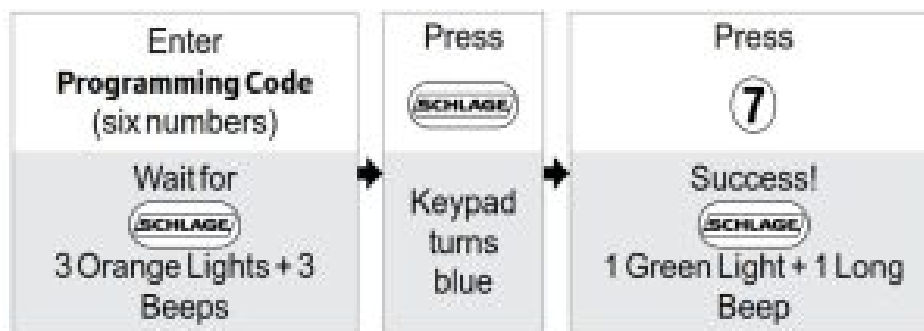 Enter
Programming Code
(six numbers)
Wait for
SCHLAGE
3 Orange Lights + 3
Beeps
Press
SCHLAGE
Keypad
turns
blue
Press
7
Success!
SCHLAGE
1 Green Light + 1 Long
Beep